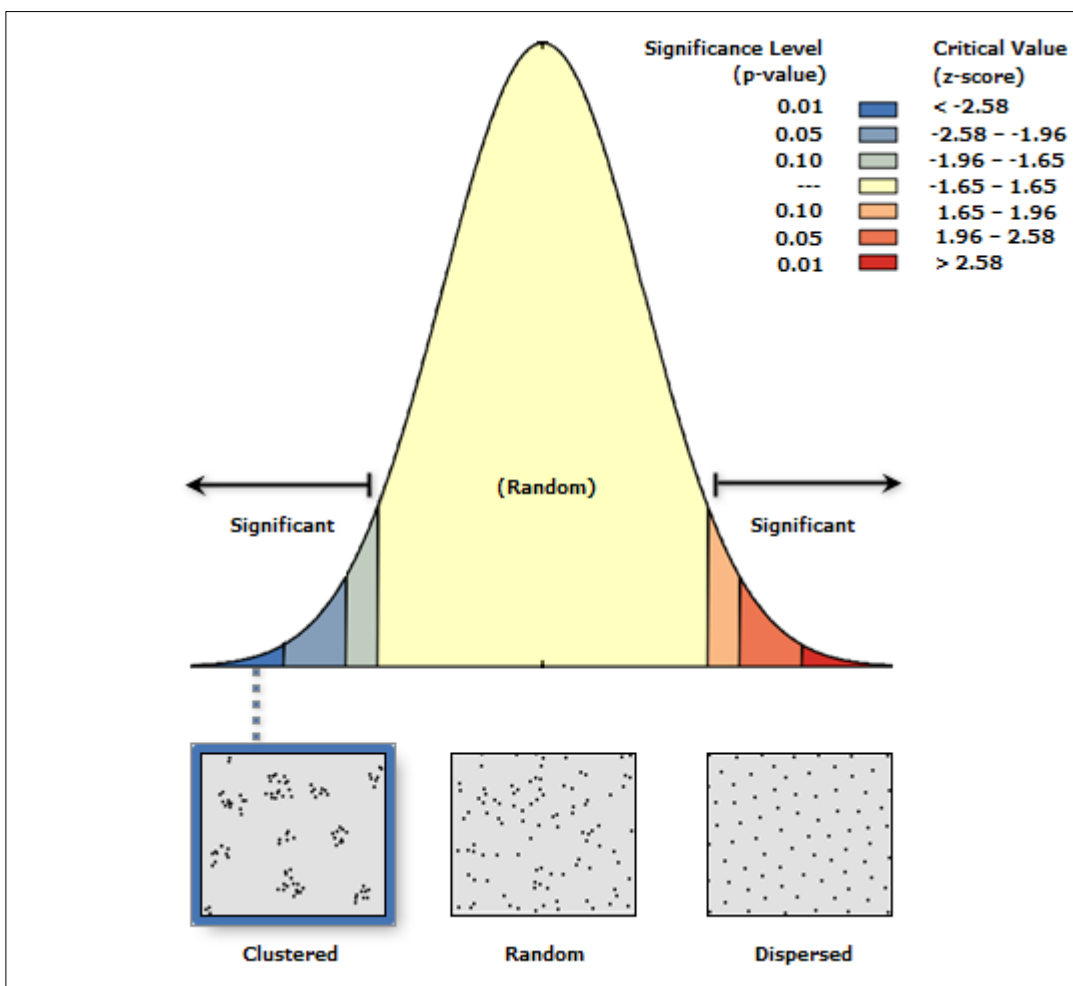 Significance Level Critical Value
(p-value) (z-score)
0.01 < -2.58
0.05 -2.58 – -1.96
0.10 -1.96 – -1.65
--- -1.65 – 1.65
0.10 1.65 – 1.96
0.05 1.96 – 2.58
0.01 > 2.58
(Random)
Significant Significant
Clustered Random Dispersed